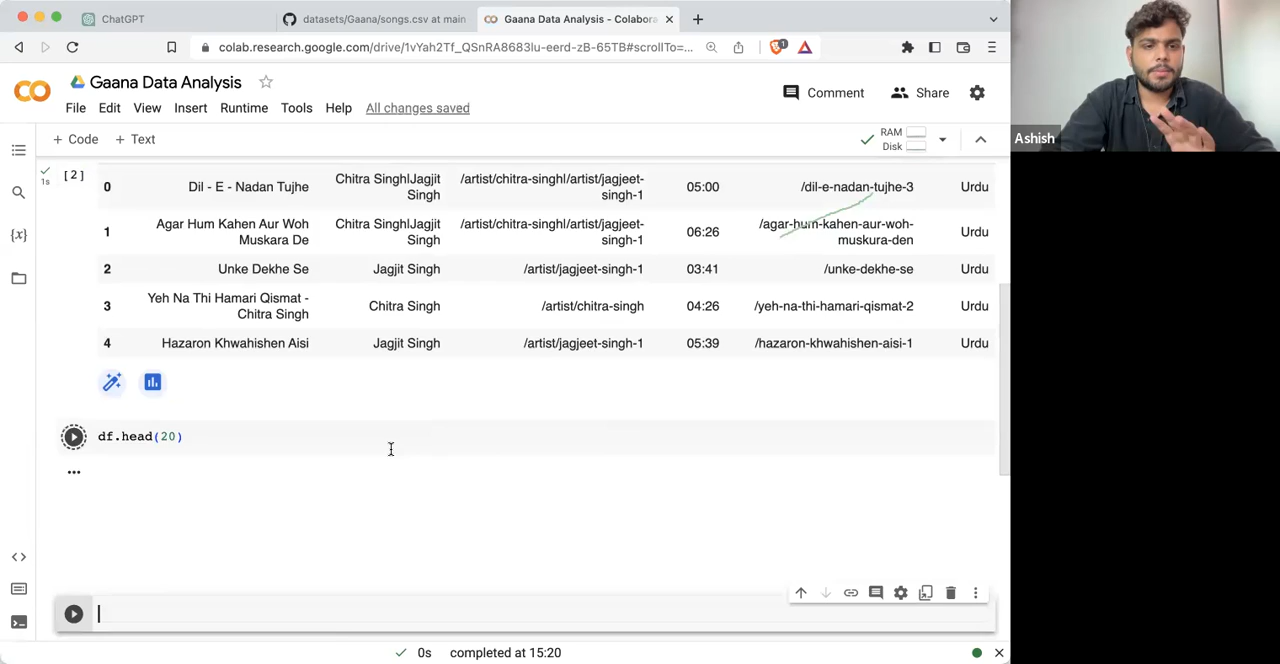 ChatGPT
datasets/Gaana/songs.csv at main
Gaana Data Analysis - Colabora
colab.research.google.com/drive/1vYah2Tf_QSnRA8683lu-eerd-zB-65TB#scrollTo=...
1
CO Gaana Data Analysis
File Edit View Insert Runtime Tools Help All changes saved
Comment Share
+ Code + Text
RAM
Disk
Ashish
[2]
1s
0 Dil - E - Nadan Tujhe Chitra SinghlJagjit Singh /artist/chitra-singhl/artist/jagjeet-singh-1 05:00 /dil-e-nadan-tujhe-3 Urdu
1 Agar Hum Kahen Aur Woh Muskara De Chitra SinghlJagjit Singh /artist/chitra-singhl/artist/jagjeet-singh-1 06:26 /agar-hum-kahen-aur-woh-muskura-den Urdu
2 Unke Dekhe Se Jagjit Singh /artist/jagjeet-singh-1 03:41 /unke-dekhe-se Urdu
3 Yeh Na Thi Hamari Qismat - Chitra Singh Chitra Singh /artist/chitra-singh 04:26 /yeh-na-thi-hamari-qismat-2 Urdu
4 Hazaron Khwahishen Aisi Jagjit Singh /artist/jagjeet-singh-1 05:39 /hazaron-khwahishen-aisi-1 Urdu
df.head(20)
...
0s completed at 15:20